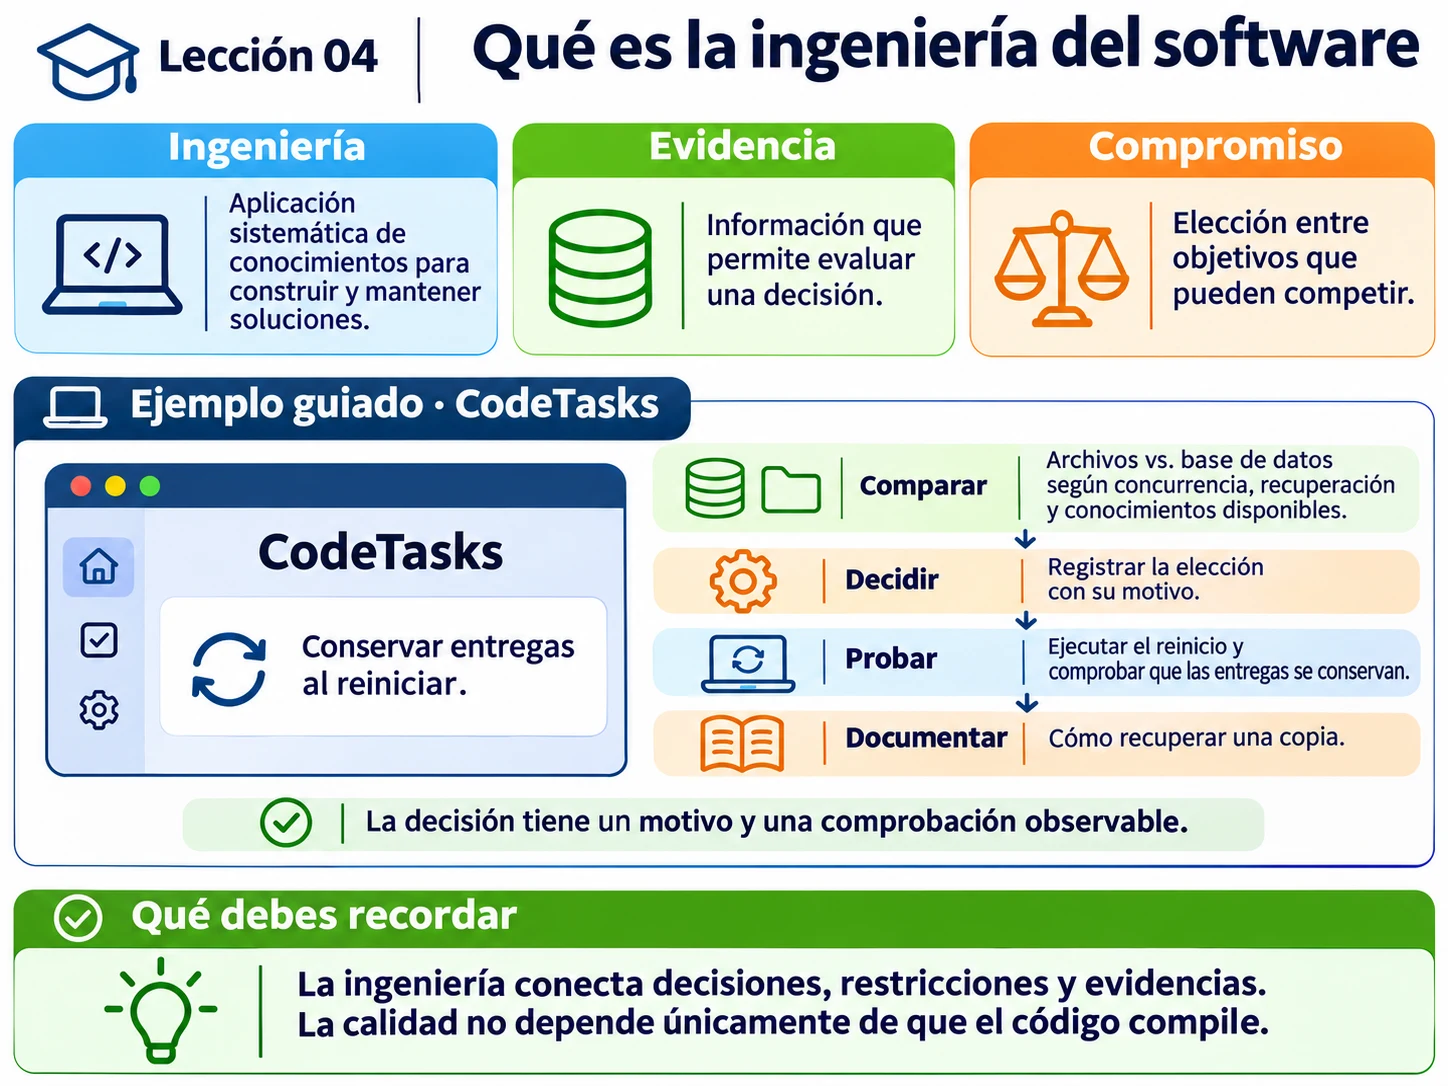 Lección 04
Qué es la ingeniería del software
Ingeniería
Aplicación
sistemática de
conocimientos para
construir y mantener
soluciones.
Evidencia
Información que
permite evaluar
una decisión.
Compromiso
Elección entre
objetivos que
pueden competir.
Ejemplo guiado · CodeTasks
CodeTasks
Conservar entregas
al reiniciar.
Comparar
Archivos vs. base de datos
según concurrencia, recuperación
y conocimientos disponibles.
Decidir
Registrar la elección
con su motivo.
Probar
Ejecutar el reinicio y
comprobar que las entregas se conservan.
Documentar
Cómo recuperar una copia.
La decisión tiene un motivo y una comprobación observable.
Qué debes recordar
La ingeniería conecta decisiones, restricciones y evidencias.
La calidad no depende únicamente de que el código compile.